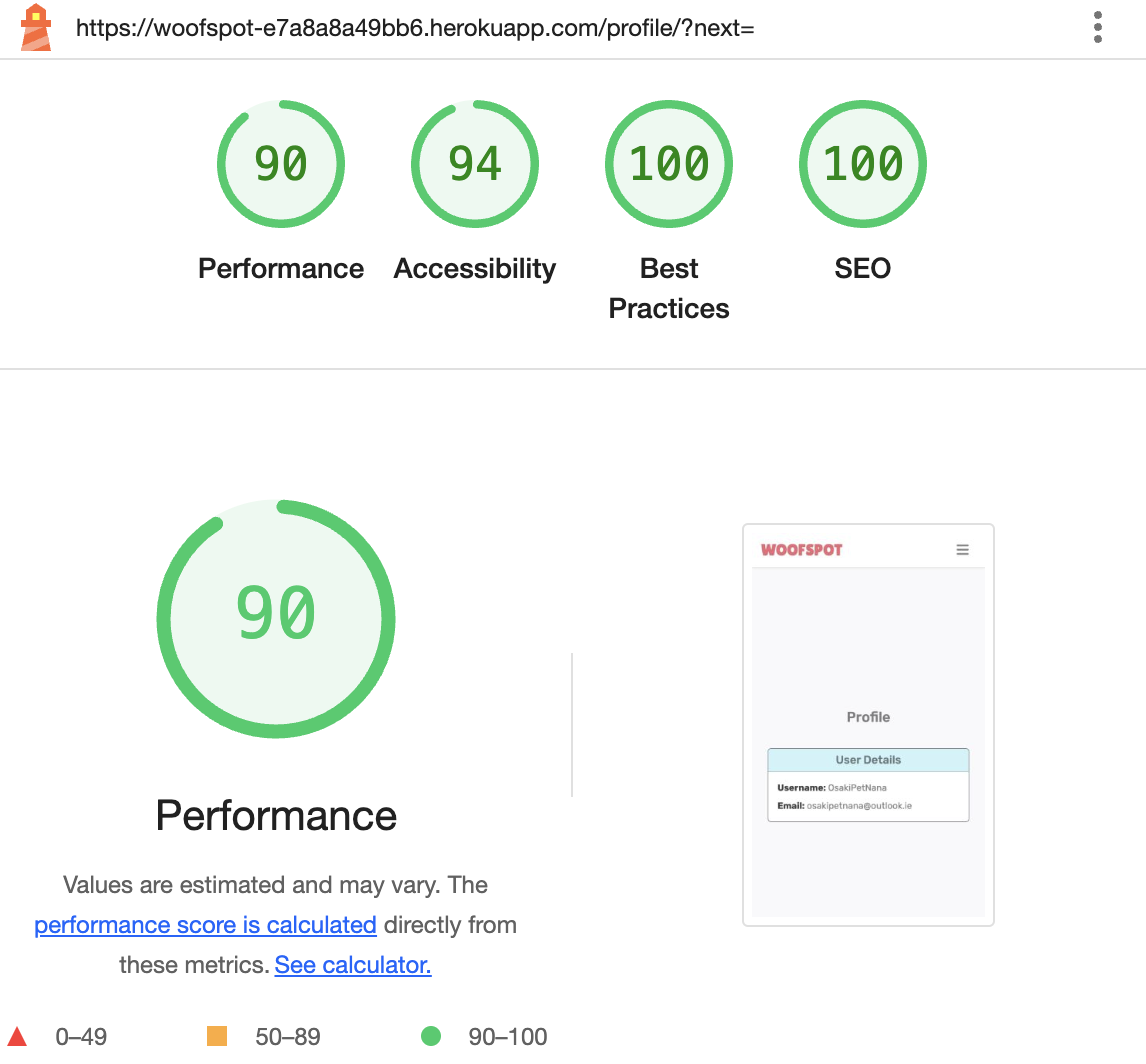 https://woofspot-e7a8a8a49bb6.herokuapp.com/profile/?next=
90
94
100
100
Performance
Accessibility
Best
Practices
SEO
90
Performance
Values are estimated and may vary. The
performance score is calculated directly from
these metrics. See calculator.
0–49
50–89
90–100
WOOFSPOT
Profile
User Details
Username: OsakiPetNana
Email: osakipetnana@outlook.ie